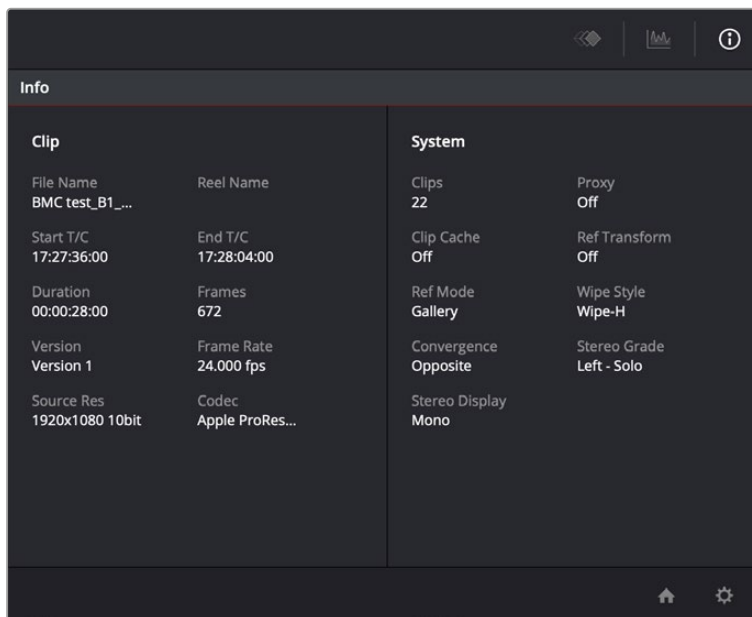 Info
Clip
File Name
BMC test_B1_...
Reel Name
Start T/C
17:27:36:00
End T/C
17:28:04:00
Duration
00:00:28:00
Frames
672
Version
Version 1
Frame Rate
24.000 fps
Source Res
1920x1080 10bit
Codec
Apple ProRes...
System
Clips
22
Proxy
Off
Clip Cache
Off
Ref Transform
Off
Ref Mode
Gallery
Wipe Style
Wipe-H
Convergence
Opposite
Stereo Grade
Left - Solo
Stereo Display
Mono